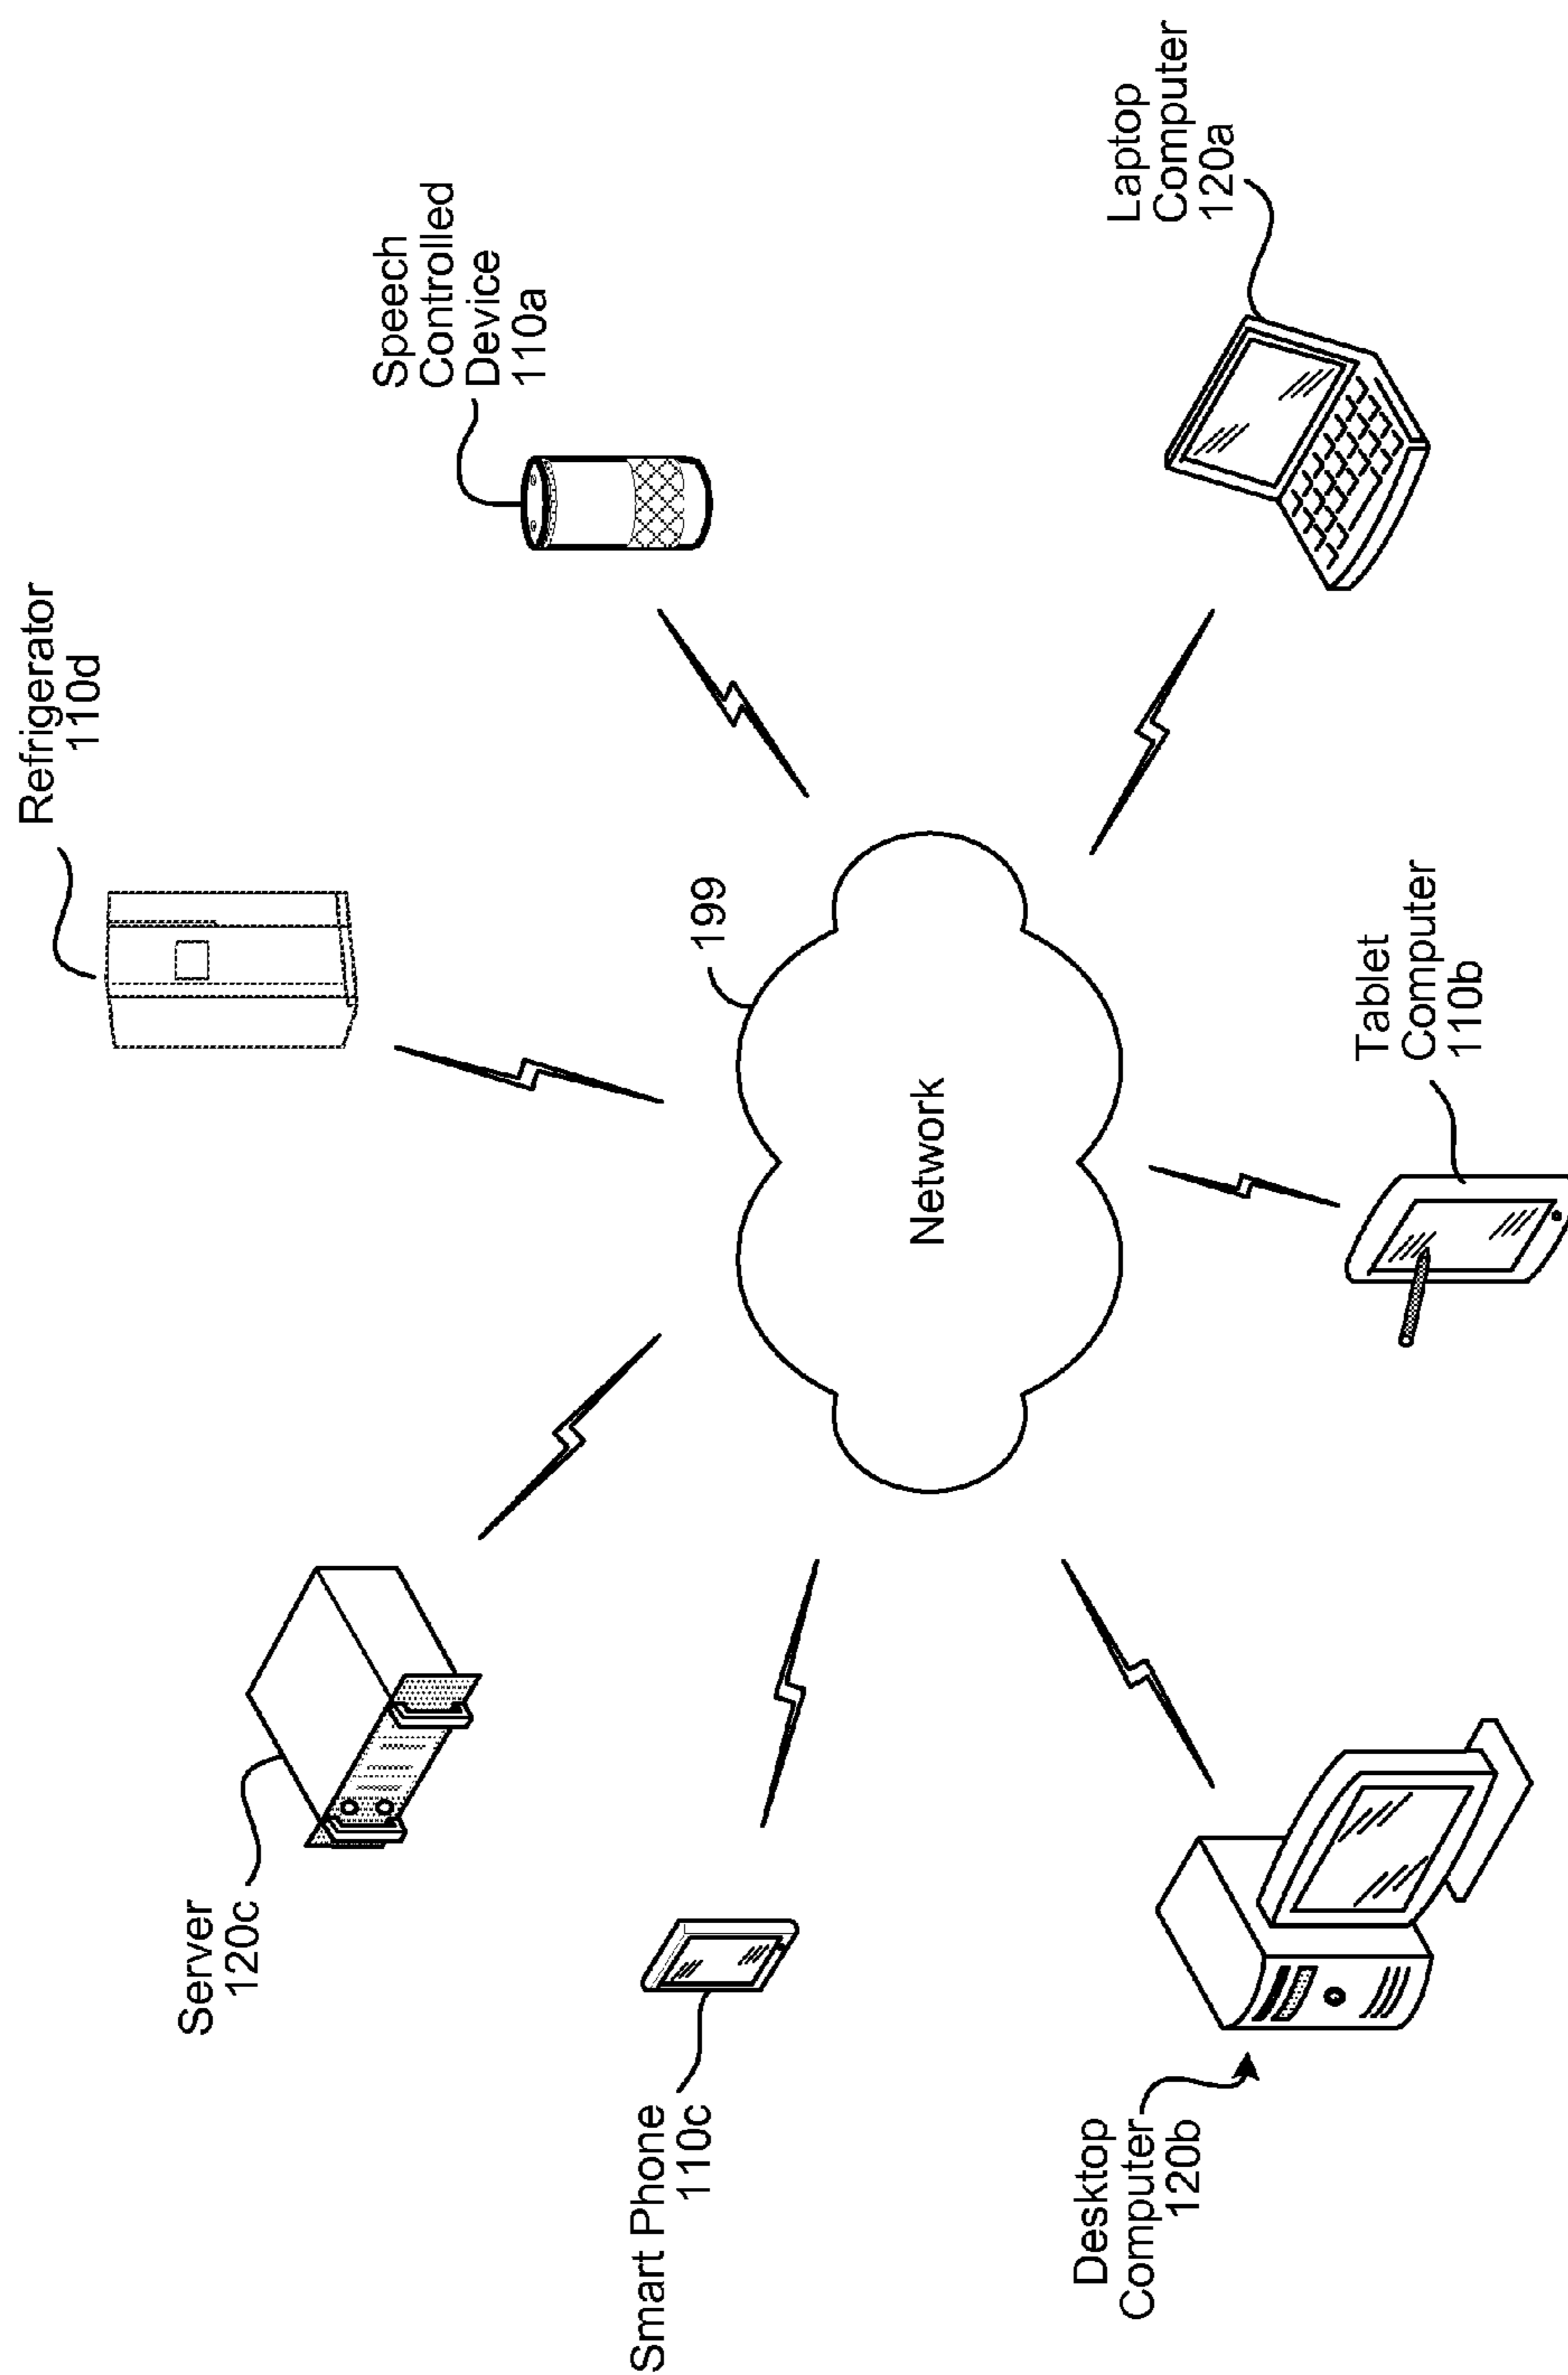 Refrigerator
110d
Server
120c
Speech
Controlled
Device
110a
Smart Phone
110c
199
Network
Desktop
Computer
120b
Tablet
Computer
110b
Laptop
Computer
120a